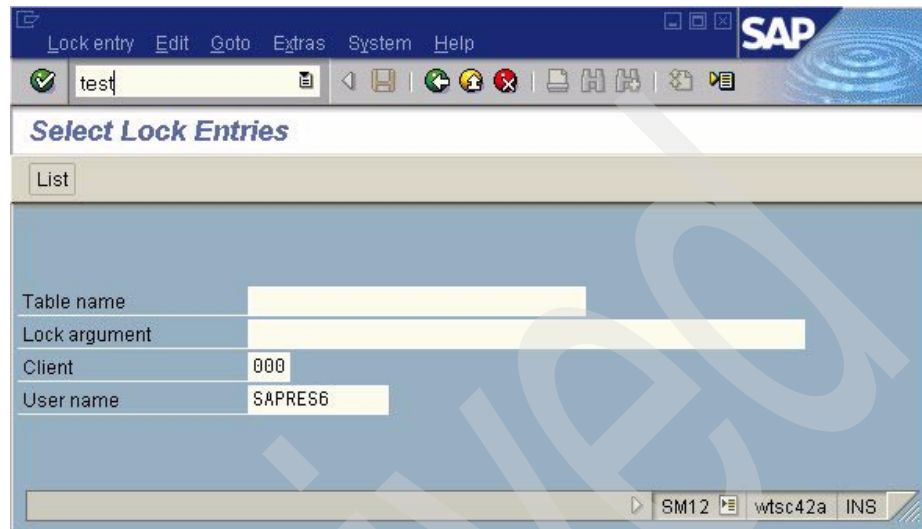 Lock entry Edit Goto Extras System Help
SAP
test
Select Lock Entries
List
Table name
Lock argument
Client 000
User name SAPRES6
SM12 wtsc42a INS